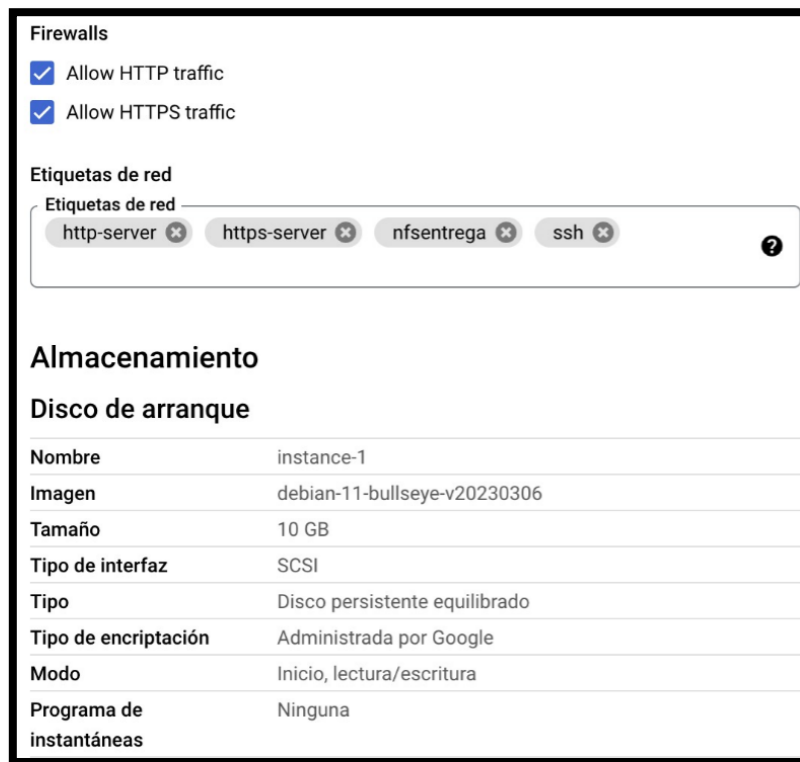 Firewalls
Allow HTTP traffic
Allow HTTPS traffic
Etiquetas de red
Etiquetas de red
http-server https-server nfsentrega ssh
Almacenamiento
Disco de arranque
Nombre instance-1
Imagen debian-11-bullseye-v20230306
Tamaño 10 GB
Tipo de interfaz SCSI
Tipo Disco persistente equilibrado
Tipo de encriptación Administrada por Google
Modo Inicio, lectura/escritura
Programa de Ninguna
instantáneas